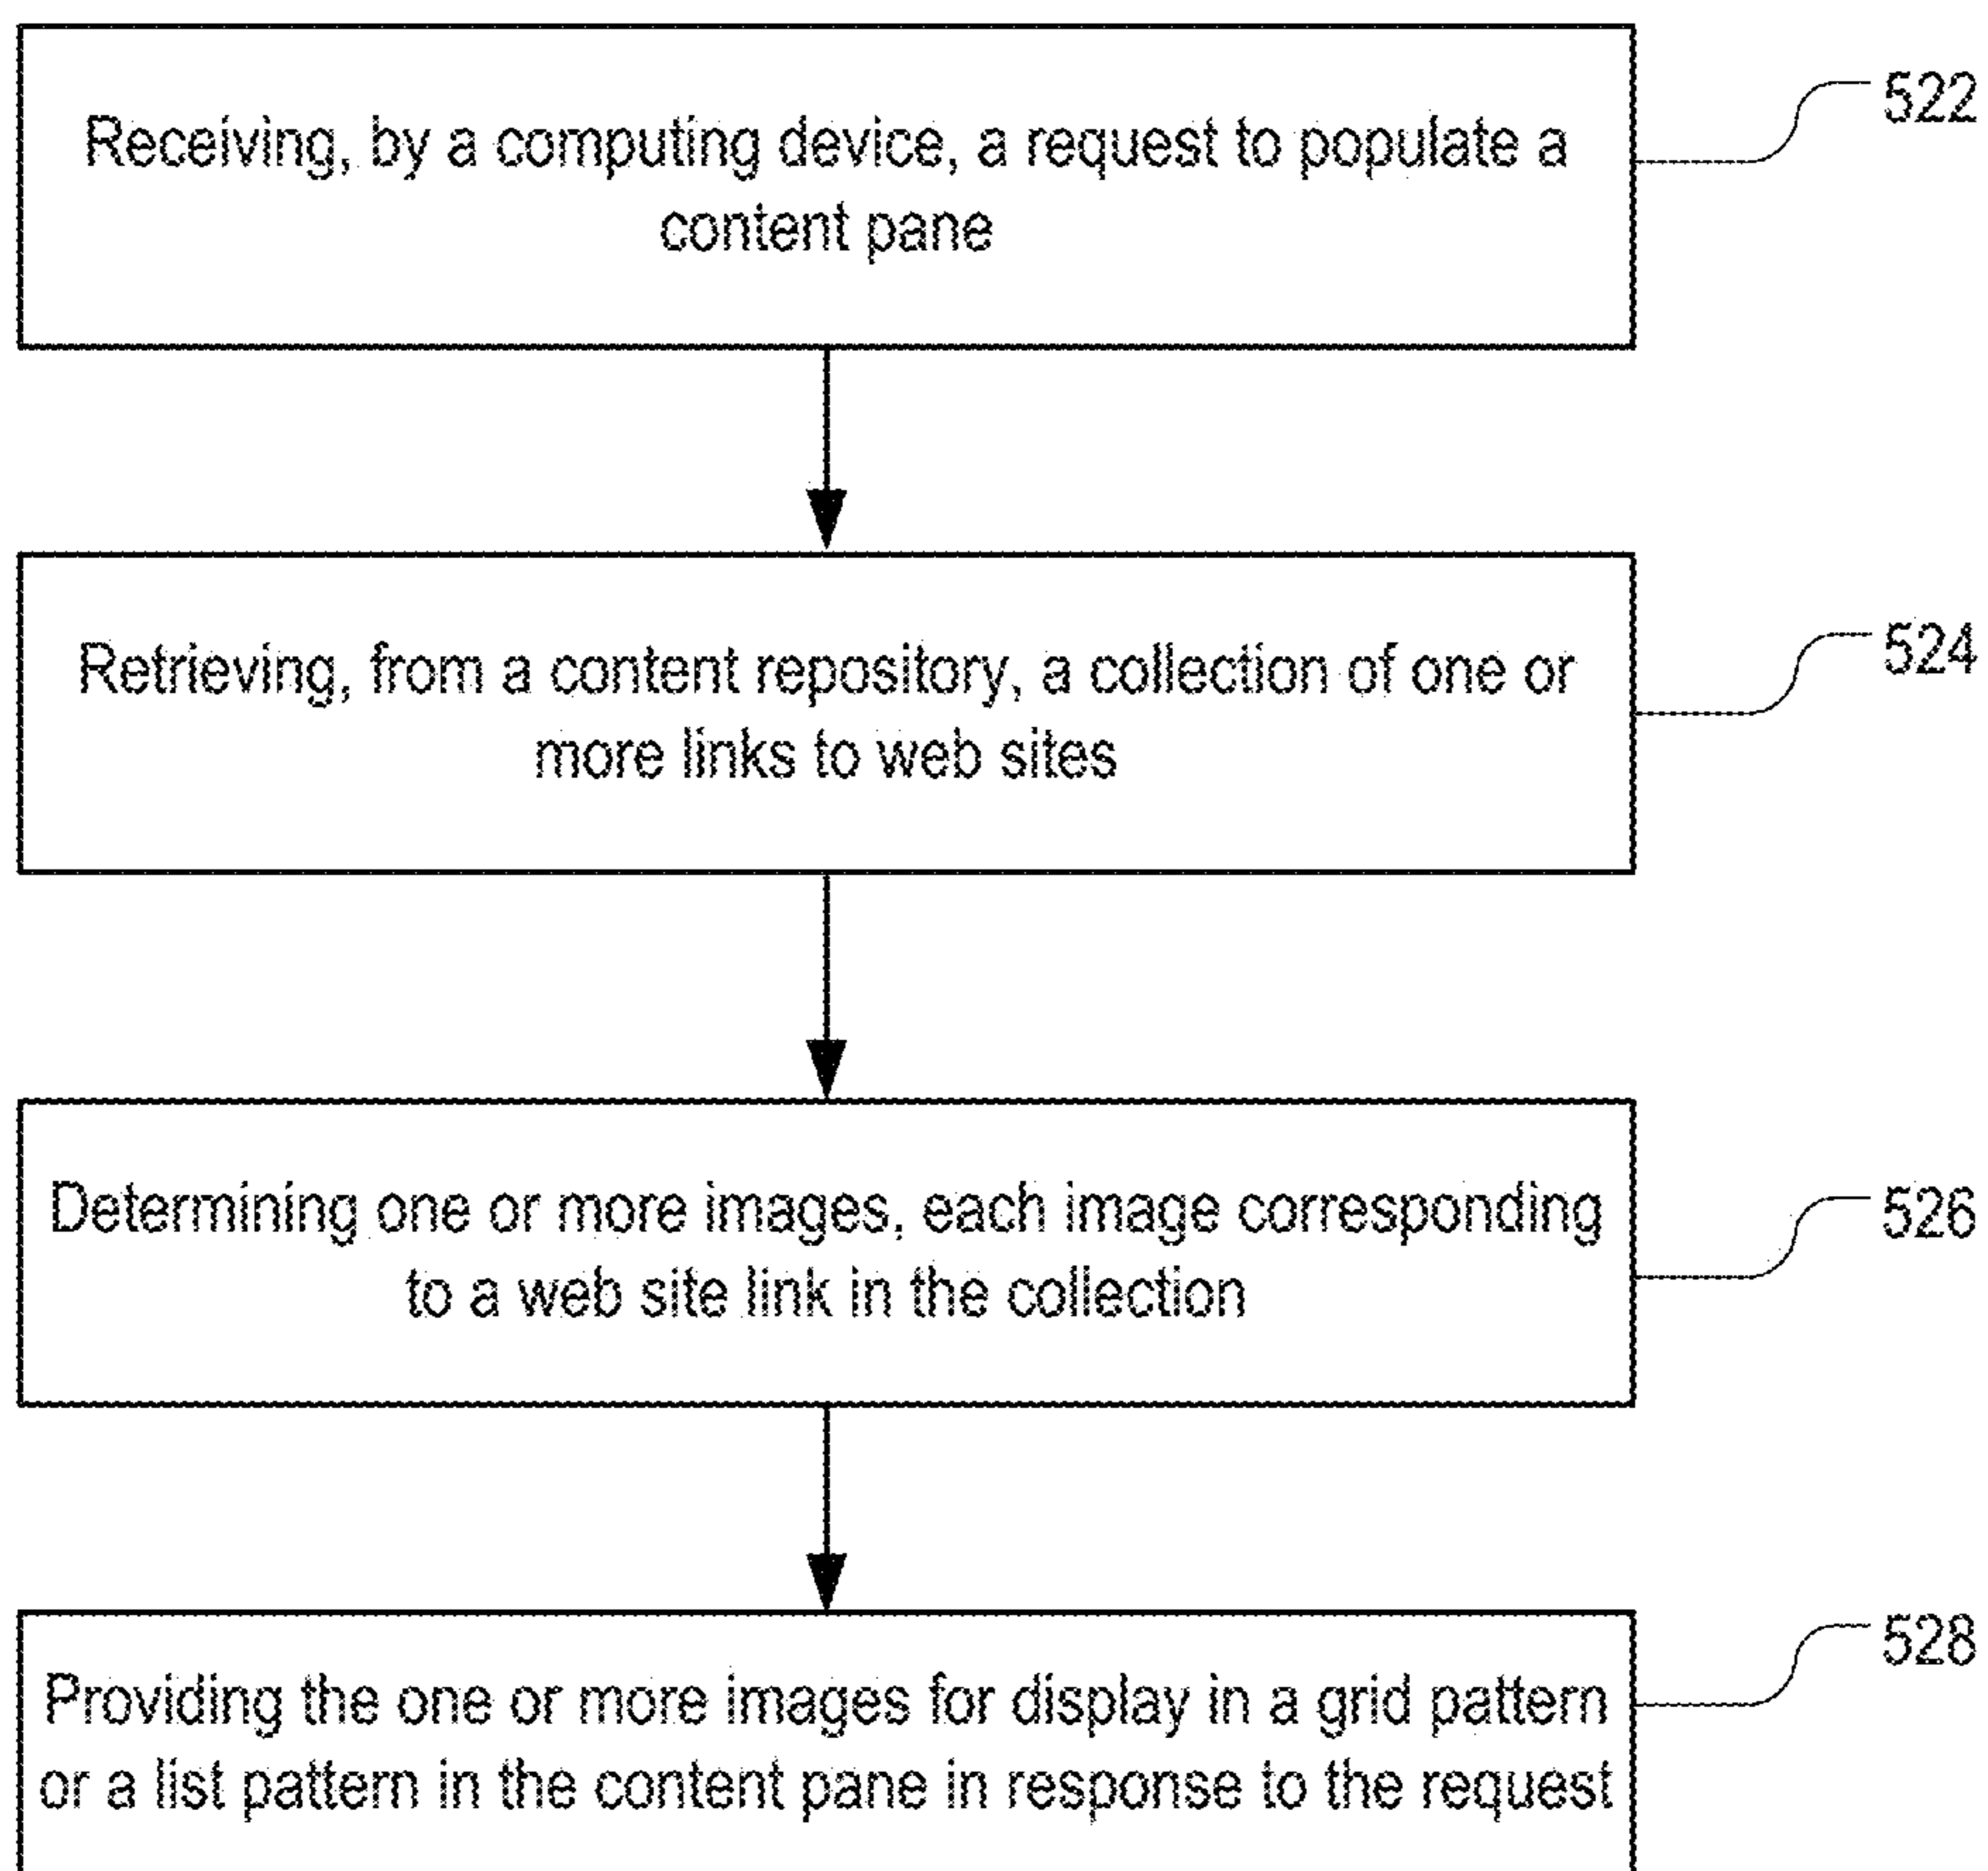 Receiving, by a computing device, a request to populate a
content pane
522
Retrieving, from a content repository, a collection of one or
more links to web sites
524
Determining one or more images, each image corresponding
to a web site link in the collection
526
Providing the one or more images for display in a grid pattern
or a list pattern in the content pane in response to the request
528